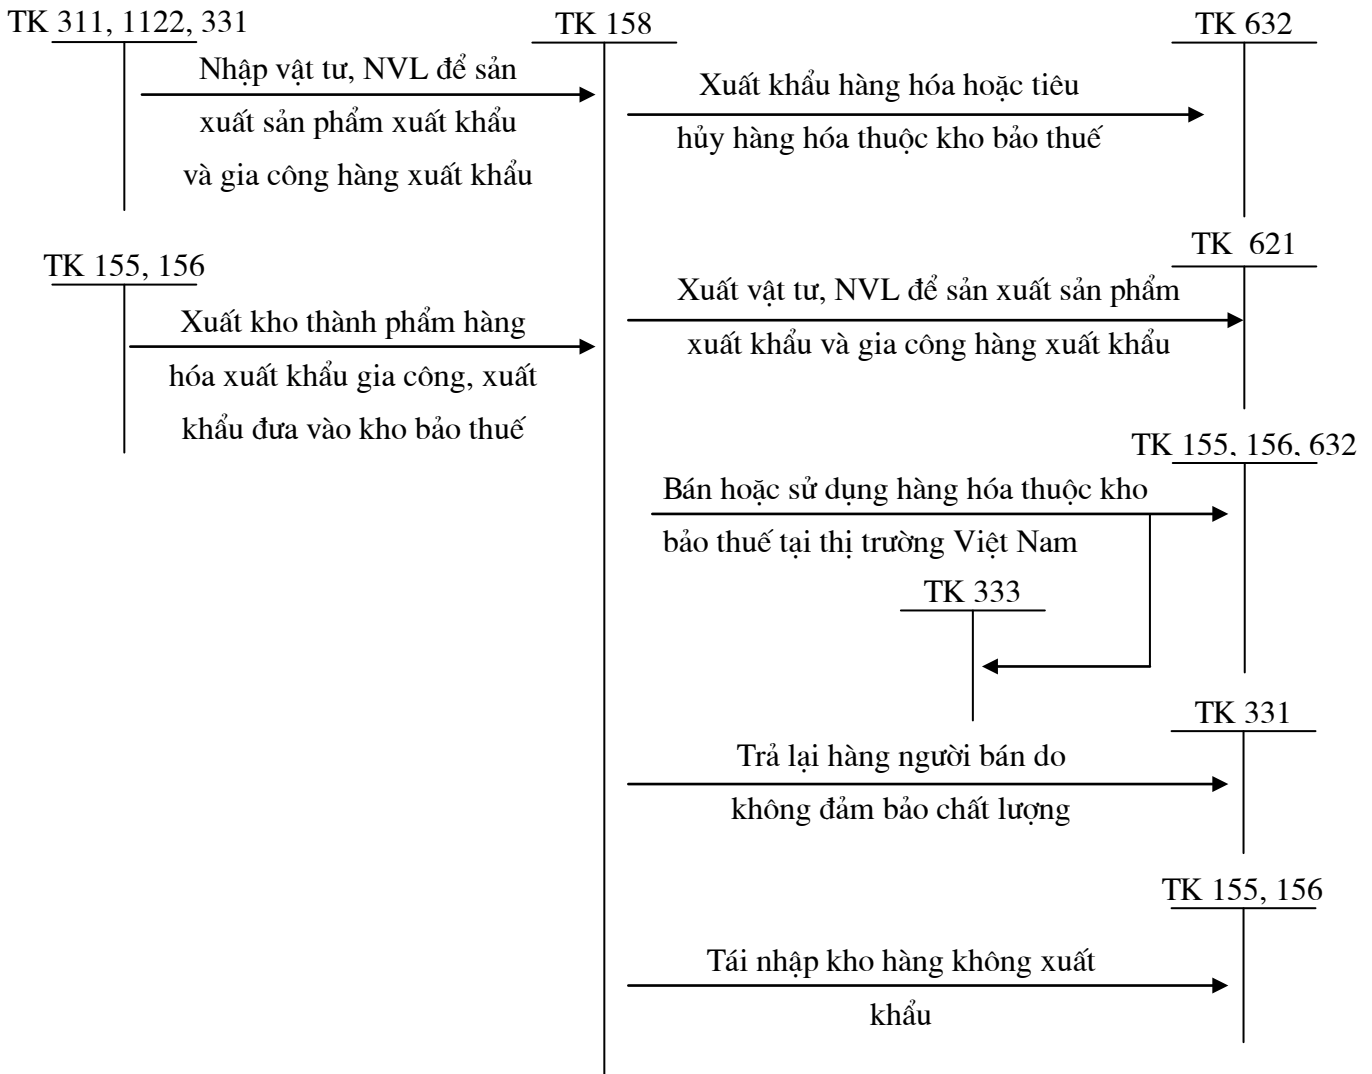 TK 311, 1122, 331
TK 158
TK 632
Nhập vật tư, NVL để sản
xuất sản phẩm xuất khẩu
và gia công hàng xuất khẩu
Xuất khẩu hàng hóa hoặc tiêu
hủy hàng hóa thuộc kho bảo thuế
TK 155, 156
TK 621
Xuất kho thành phẩm hàng
hóa xuất khẩu gia công, xuất
khẩu đưa vào kho bảo thuế
Xuất vật tư, NVL để sản xuất sản phẩm
xuất khẩu và gia công hàng xuất khẩu
TK 155, 156, 632
Bán hoặc sử dụng hàng hóa thuộc kho
bảo thuế tại thị trường Việt Nam
TK 333
TK 331
Trả lại hàng người bán do
không đảm bảo chất lượng
TK 155, 156
Tái nhập kho hàng không xuất
khẩu